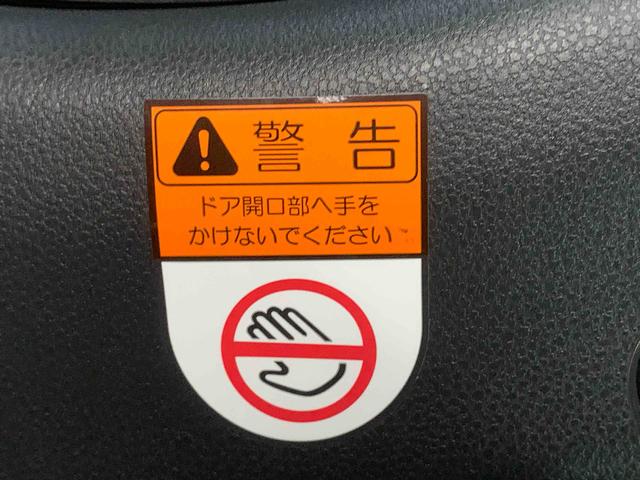 警告
ドア開口部へ手を
かけないでください